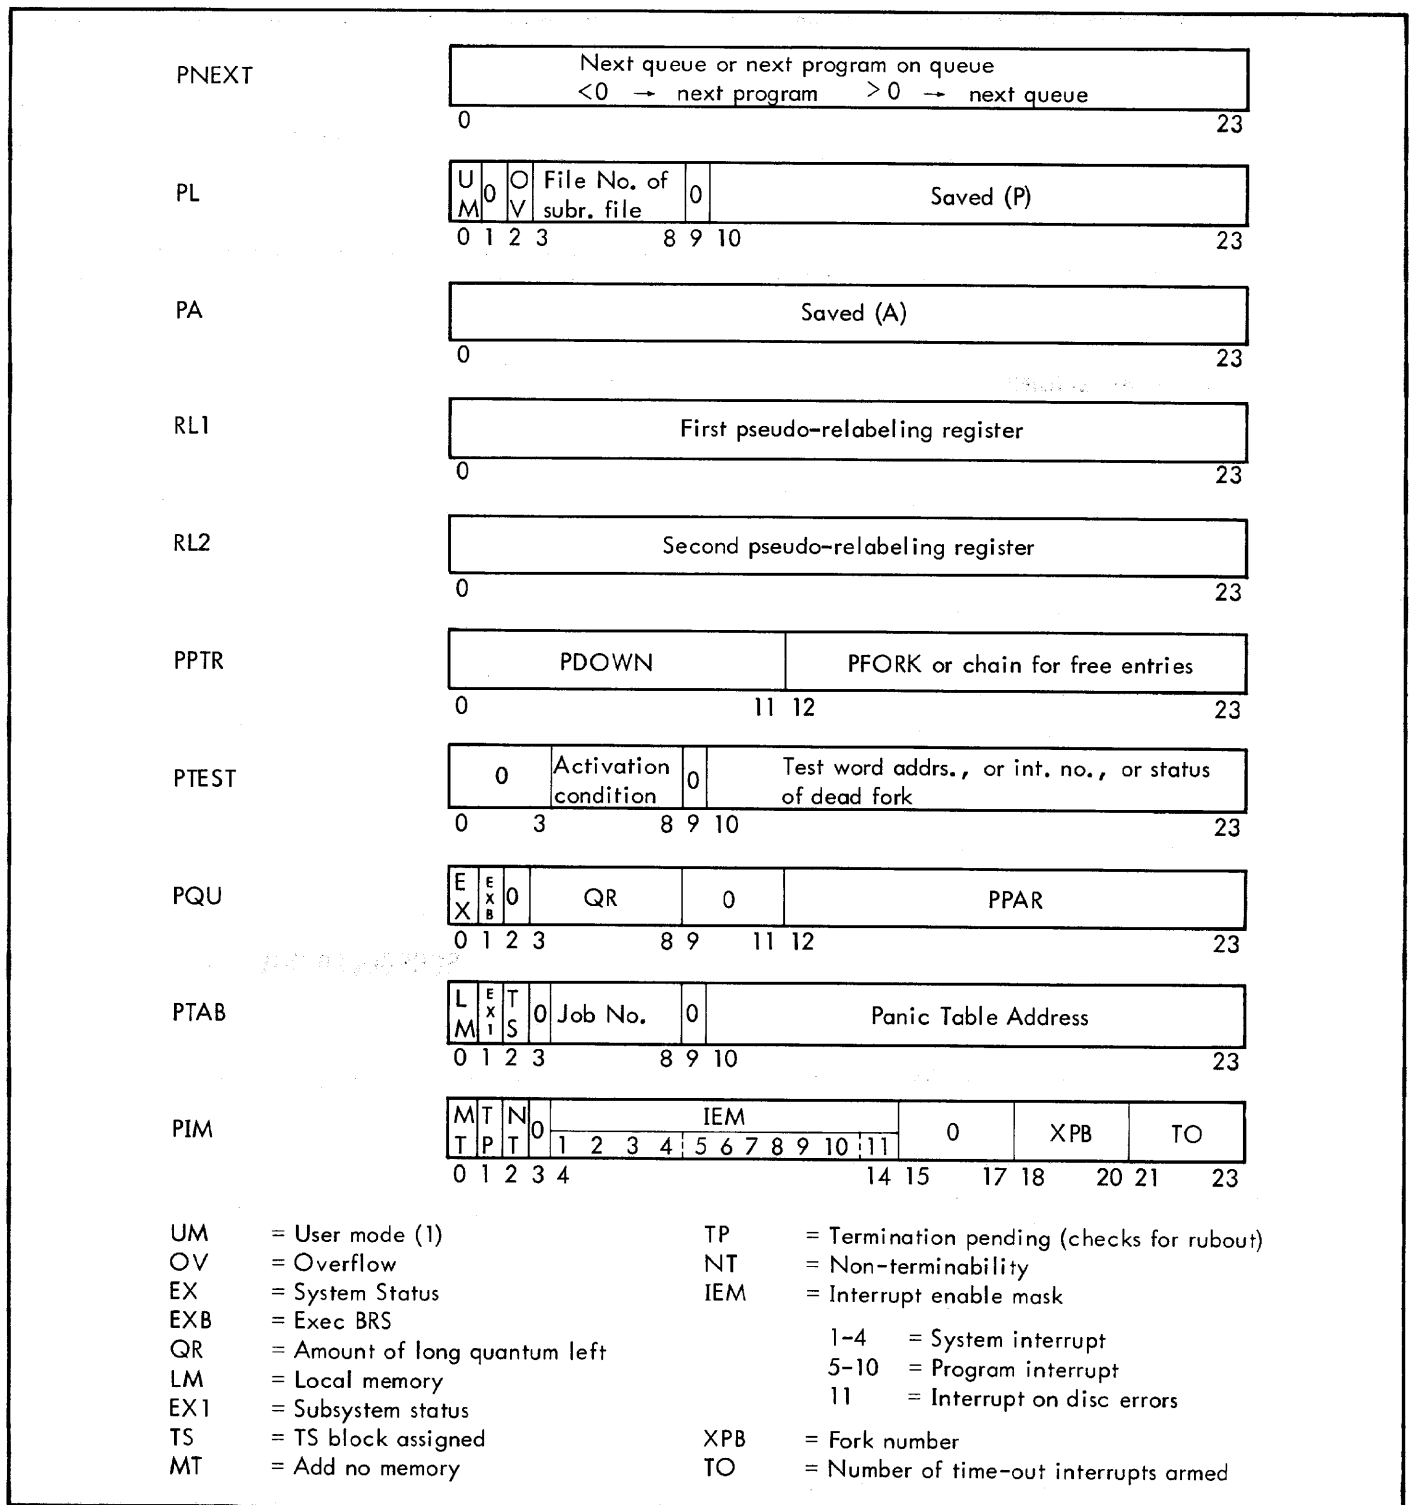 PNEXT
Next queue or next program on queue
<0 → next program >0 → next queue
0 23
PL
UM 0 OV File No. of subr. file 0 Saved (P)
0 1 2 3 8 9 10 23
PA
Saved (A)
0 23
RL1
First pseudo-relabeling register
0 23
RL2
Second pseudo-relabeling register
0 23
PPTR
PDOWN PFORK or chain for free entries
0 11 12 23
PTEST
0 Activation condition 0 Test word addrs., or int. no., or status of dead fork
0 3 8 9 10 23
PQU
EX EXB 0 QR 0 PPAR
0 1 2 3 8 9 11 12 23
PTAB
LM EX1 TS 0 Job No. 0 Panic Table Address
0 1 2 3 8 9 10 23
PIM
MT TP NT 0 IEM 0 XPB TO
1 2 3 4 5 6 7 8 9 10 11
0 1 2 3 4 14 15 17 18 20 21 23
UM = User mode (1)
OV = Overflow
EX = System Status
EXB = Exec BRS
QR = Amount of long quantum left
LM = Local memory
EX1 = Subsystem status
TS = TS block assigned
MT = Add no memory
TP = Termination pending (checks for rubout)
NT = Non-terminability
IEM = Interrupt enable mask
1-4 = System interrupt
5-10 = Program interrupt
11 = Interrupt on disc errors
XPB = Fork number
TO = Number of time-out interrupts armed